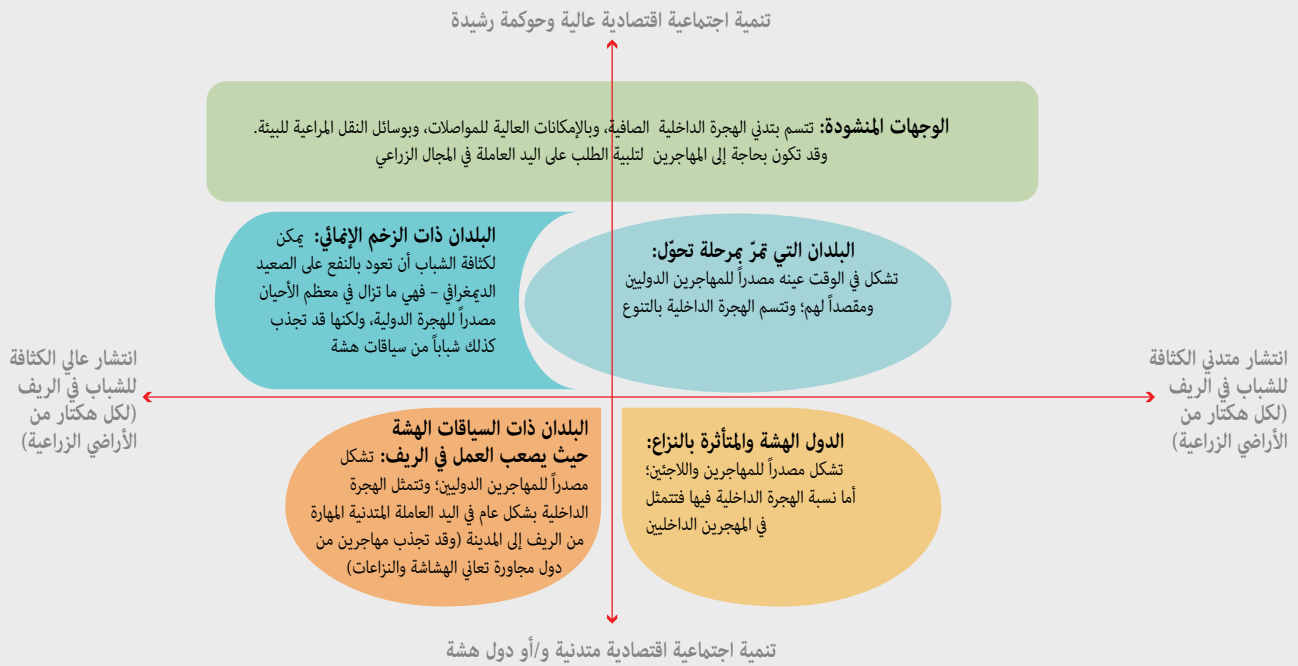 تنمية اجتماعية اقتصادية عالية وحوكمة رشيدة
الوجهات المنشودة: تتسم بتدني الهجرة الداخلية الصافية، وبالإمكانات العالية للمواصلات، وبوسائل النقل المراعية للبيئة.
وقد تكون بحاجة إلى المهاجرين لتلبية الطلب على اليد العاملة في المجال الزراعي
البلدان التي تمرّ بمرحلة تحوّل:
تشكل في الوقت عينه مصدراً للمهاجرين الدوليين
ومقصداً لهم؛ وتتسم الهجرة الداخلية بالتنوع
البلدان ذات الزخم الإنمائي: يمكن
لكثافة الشباب أن تعود بالنفع على الصعيد
الديمغرافي – فهي ما تزال في معظم الأحيان
مصدراً للهجرة الدولية، ولكنها قد تجذب
كذلك شباباً من سياقات هشة
انتشار متدني الكثافة
للشباب في الريف
(لكل هكتار من
الأراضي الزراعية)
انتشار عالي الكثافة
للشباب في الريف
(لكل هكتار من
الأراضي الزراعية)
الدول الهشة والمتأثرة بالنزاع:
تشكل مصدراً للمهاجرين واللاجئين؛
أما نسبة الهجرة الداخلية فيها فتتمثل
في المهجرين الداخليين
البلدان ذات السياقات الهشة
حيث يصعب العمل في الريف: تشكل
مصدراً للمهاجرين الدوليين؛ وتتمثل الهجرة
الداخلية بشكل عام في اليد العاملة المتدنية المهارة
من الريف إلى المدينة (وقد تجذب مهاجرين من
دول مجاورة تعاني الهشاشة والنزاعات)
تنمية اجتماعية اقتصادية متدنية و/أو دول هشة